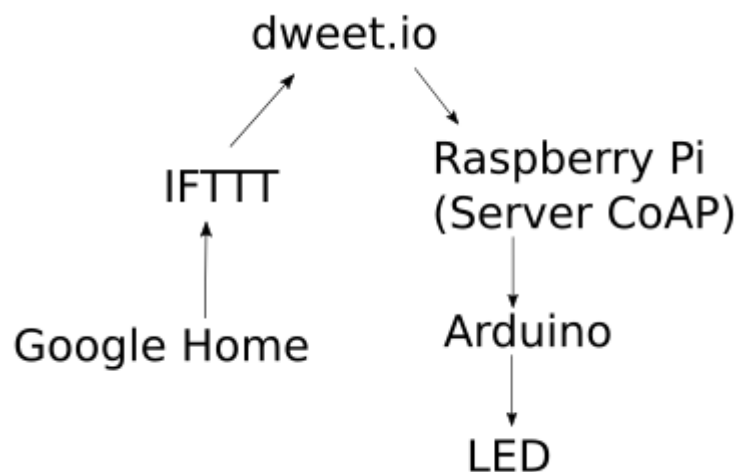 dweet.io
IFTTT
Google Home
Raspberry Pi
(Server CoAP)
Arduino
LED